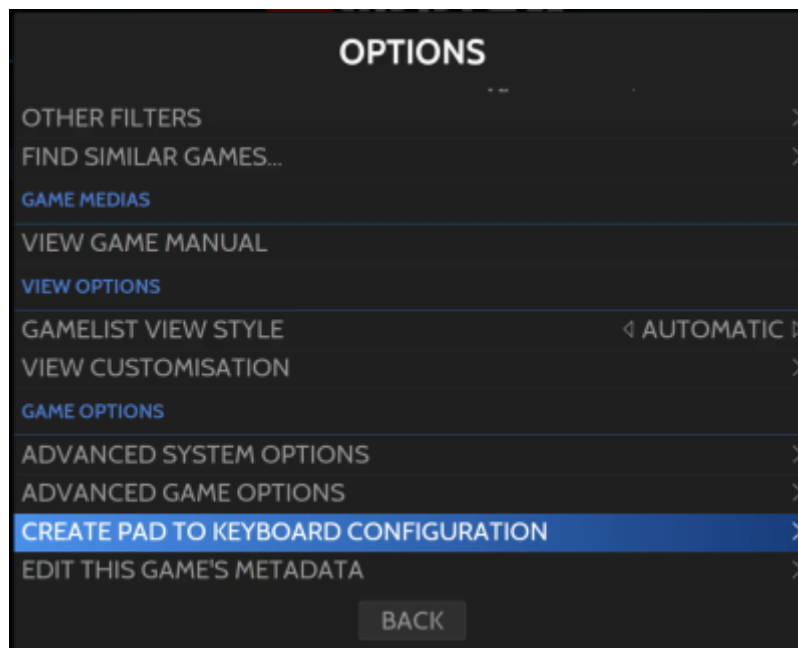 OPTIONS
OTHER FILTERS
FIND SIMILAR GAMES...
GAME MEDIAS
VIEW GAME MANUAL
VIEW OPTIONS
GAMELIST VIEW STYLE AUTOMATIC
VIEW CUSTOMISATION
GAME OPTIONS
ADVANCED SYSTEM OPTIONS
ADVANCED GAME OPTIONS
CREATE PAD TO KEYBOARD CONFIGURATION
EDIT THIS GAME'S METADATA
BACK